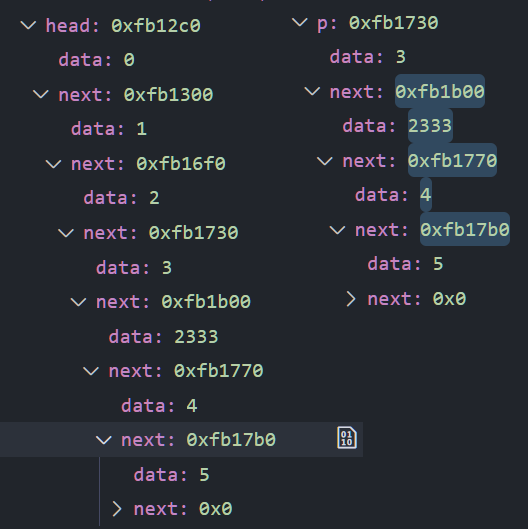 head: 0xfb12c0
data: 0
next: 0xfb1300
data: 1
next: 0xfb16f0
data: 2
next: 0xfb1730
data: 3
next: 0xfb1b00
data: 2333
next: 0xfb1770
data: 4
next: 0xfb17b0
01
10
data: 5
next: 0x0
p: 0xfb1730
data: 3
next: 0xfb1b00
data: 2333
next: 0xfb1770
data: 4
next: 0xfb17b0
data: 5
next: 0x0